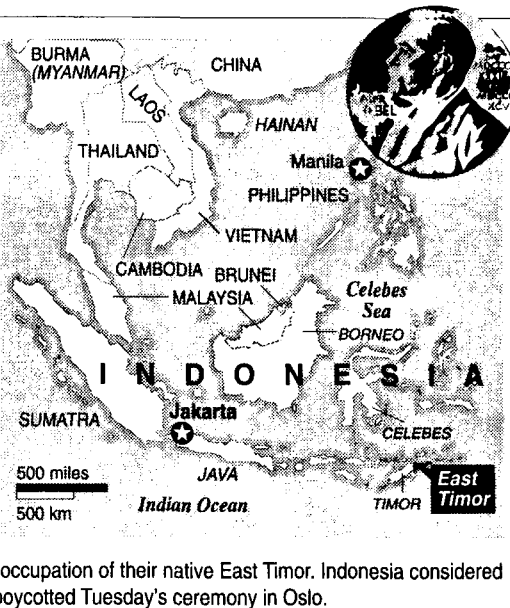 BURMA
(MYANMAR)
CHINA
LAOS
HAINAN
THAILAND
Manila
PHILIPPINES
VIETNAM
CAMBODIA
BRUNEI
MALAYSIA
Celebes
Sea
BORNEO
INDONESIA
SUMATRA
Jakarta
CELEBES
500 miles
500 km
JAVA
Indian Ocean
TIMOR
East
Timor
occupation of their native East Timor. Indonesia considered
boycotted Tuesday's ceremony in Oslo.